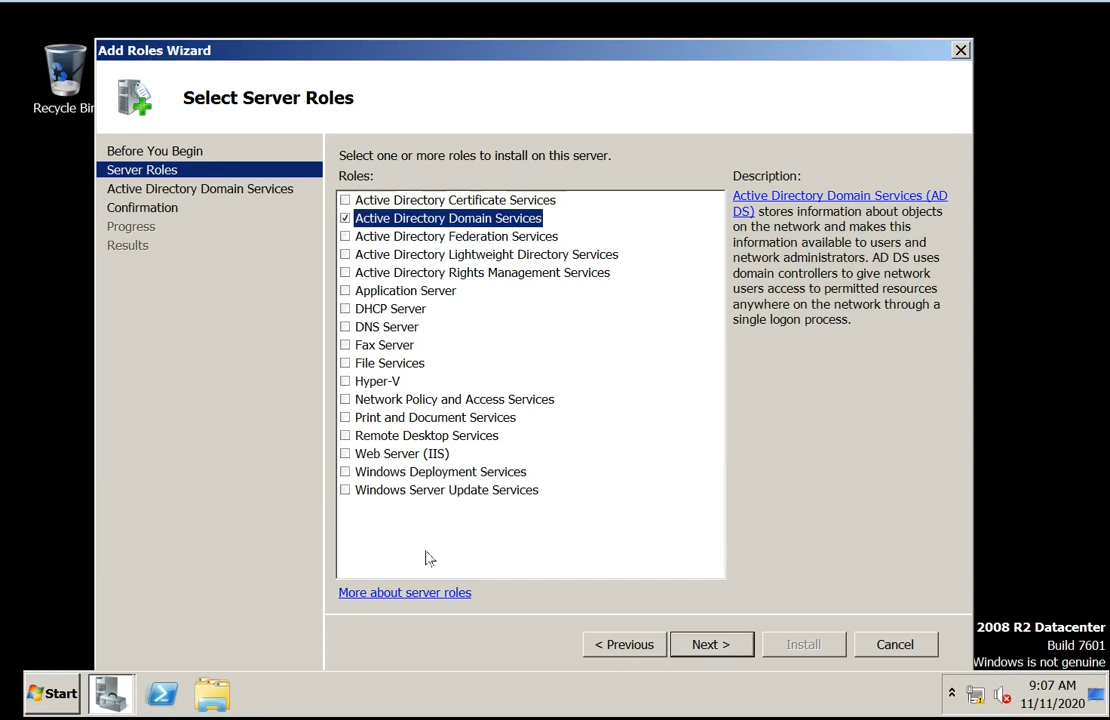 Recycle Bin
Add Roles Wizard
Select Server Roles
Before You Begin
Server Roles
Active Directory Domain Services
Confirmation
Progress
Results
Select one or more roles to install on this server.
Roles:
Active Directory Certificate Services
Active Directory Domain Services
Active Directory Federation Services
Active Directory Lightweight Directory Services
Active Directory Rights Management Services
Application Server
DHCP Server
DNS Server
Fax Server
File Services
Hyper-V
Network Policy and Access Services
Print and Document Services
Remote Desktop Services
Web Server (IIS)
Windows Deployment Services
Windows Server Update Services
More about server roles
Description:
Active Directory Domain Services (AD
DS) stores information about objects
on the network and makes this
information available to users and
network administrators. AD DS uses
domain controllers to give network
users access to permitted resources
anywhere on the network through a
single logon process.
< Previous
Next >
Install
Cancel
2008 R2 Datacenter
Build 7601
Windows is not genuine
Start
9:07 AM
11/11/2020